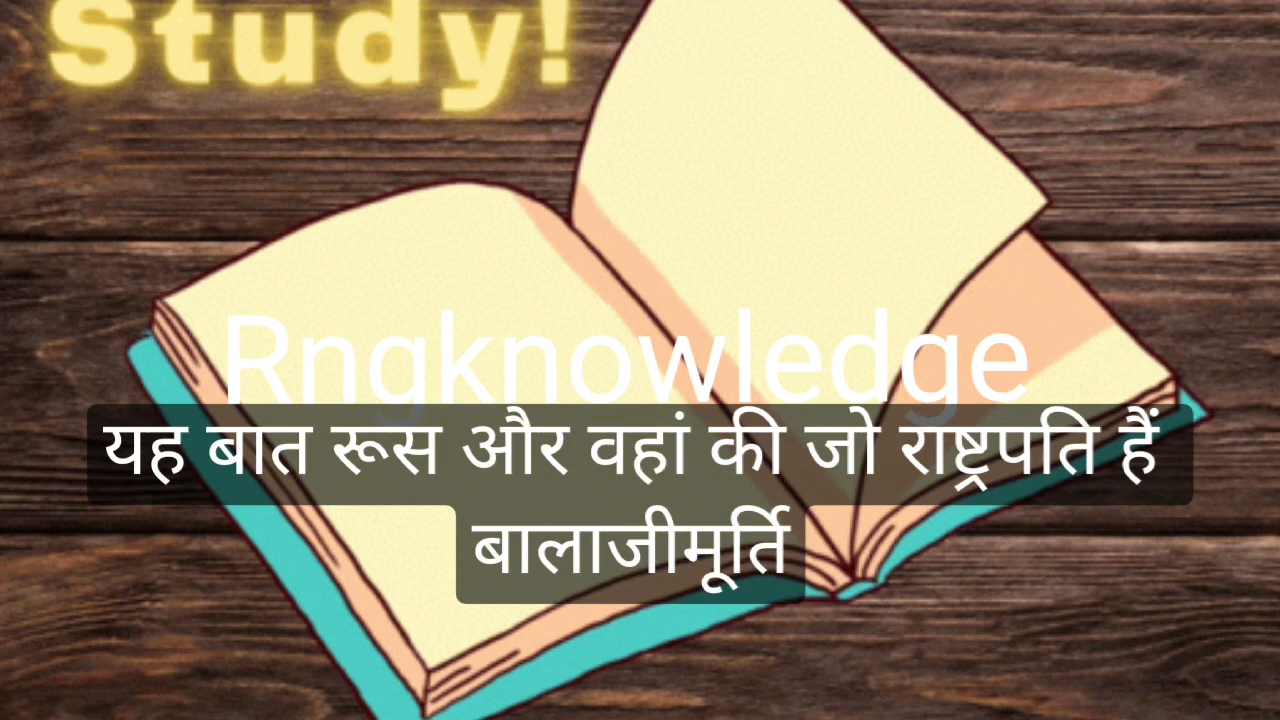 Study!
Rngknowledge
यह बात रूस और वहां की जो राष्ट्रपति हैं
बालाजीमूर्ति